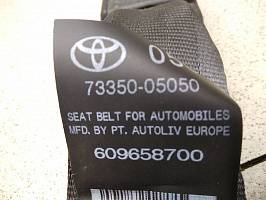 73350-05050
SEAT BELT FOR AUTOMOBILES
MFD. BY PT. AUTOLIV EUROPE
609658700